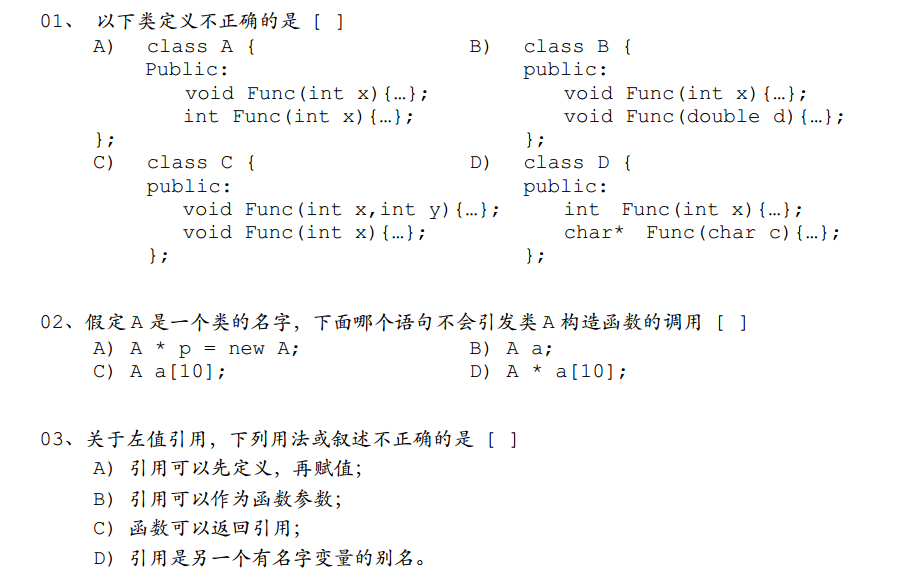 01、 以下类定义不正确的是 [ ]
A) class A { B) class B {
Public: public:
void Func(int x){…}; void Func(int x){…};
int Func(int x){…}; void Func(double d){…};
}; };
C) class C { D) class D {
public: public:
void Func(int x,int y){…}; int Func(int x){…};
void Func(int x){…}; char* Func(char c){…};
}; };
02、假定 A 是一个类的名字，下面哪个语句不会引发类 A 构造函数的调用 [ ]
A) A * p = new A; B) A a;
C) A a[10]; D) A * a[10];
03、关于左值引用，下列用法或叙述不正确的是 [ ]
A) 引用可以先定义，再赋值；
B) 引用可以作为函数参数；
C) 函数可以返回引用；
D) 引用是另一个有名字变量的别名。